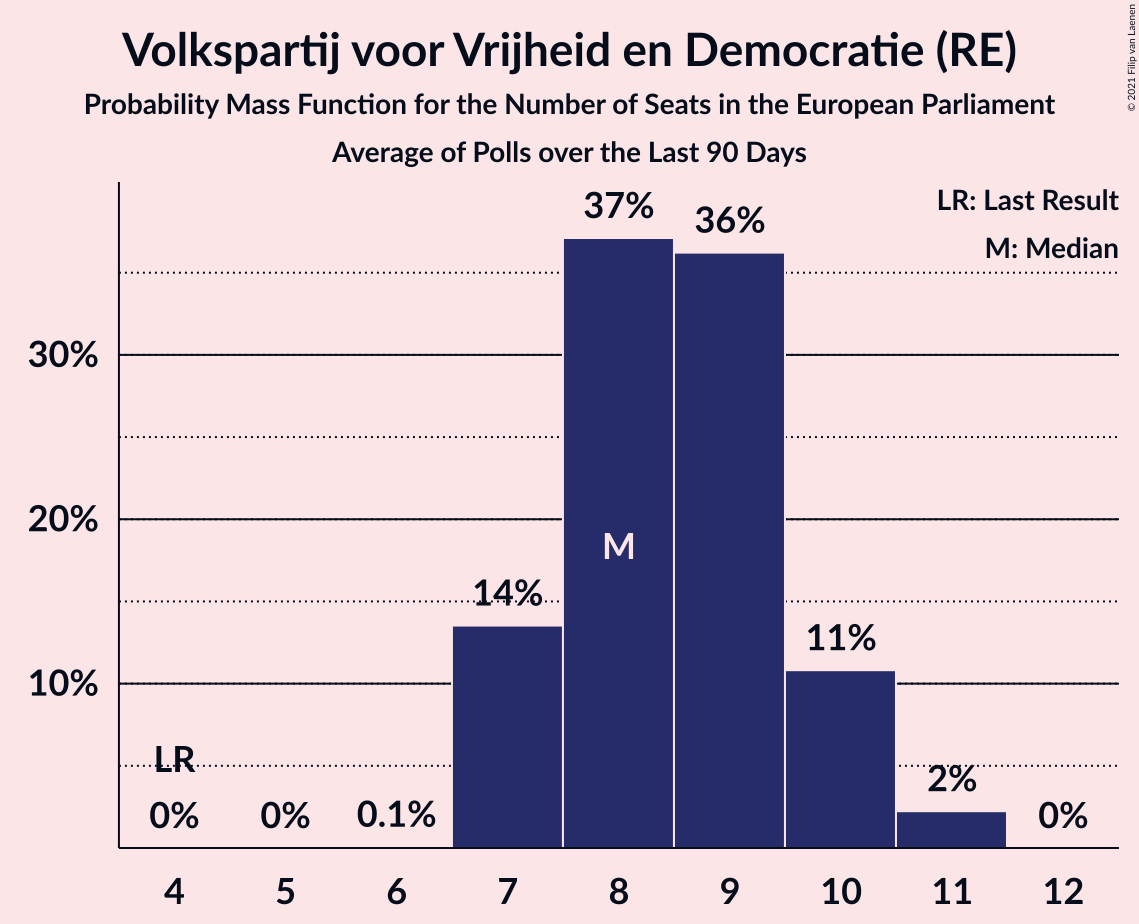 Volkspartij voor Vrijheid en Democratie (RE)
Probability Mass Function for the Number of Seats in the European Parliament
Average of Polls over the Last 90 Days
© 2021 Filip van Laenen
LR: Last Result
M: Median
37%
36%
30%
20%
M
14%
11%
10%
LR
2%
0%
0%
0.1%
0%
4
5
6
7
8
9
10
11
12